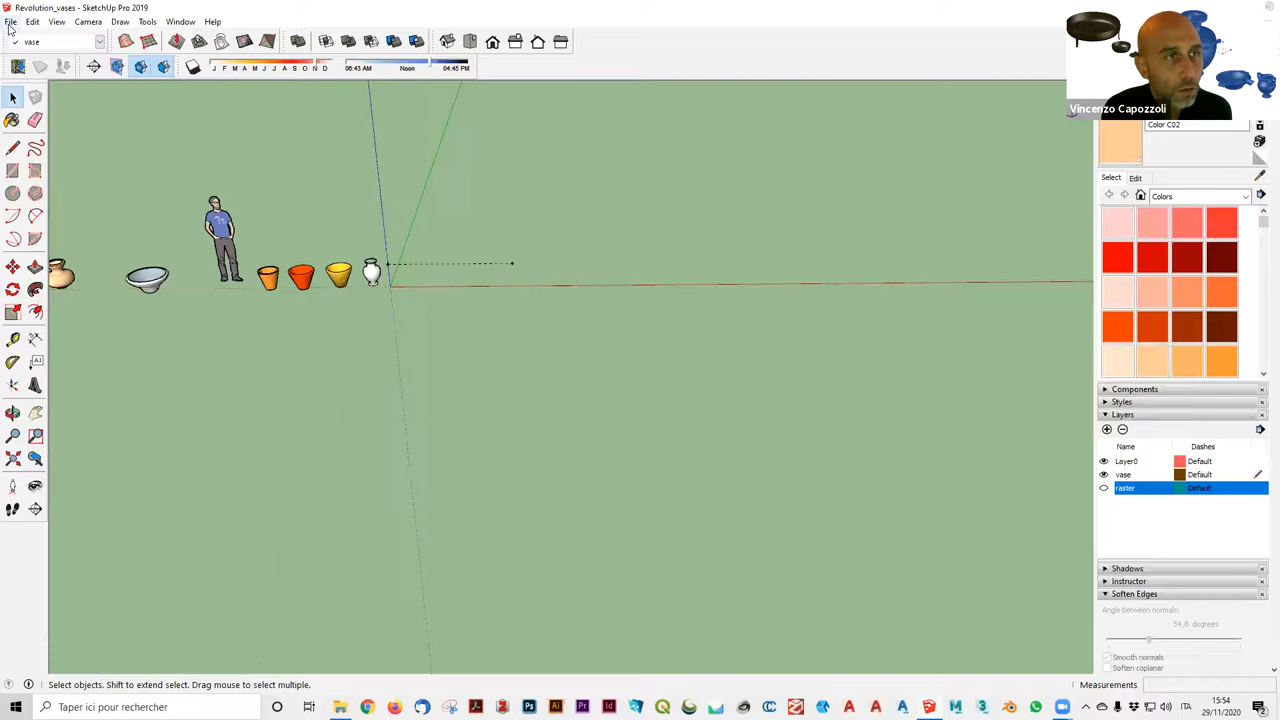 Revolution_vases - SketchUp Pro 2019
File Edit View Camera Draw Tools Window Help
vase
J F M A M J J A S O N D 06:43 AM Noon 04:45 PM
Vincenzo Capozzoli
Color C02
Select Edit
Colors
Components
Styles
Layers
Name Dashes
Layer0 Default
vase Default
raster Default
Shadows
Instructor
Soften Edges
Angle between normals:
54,8 degrees
Smooth normals
Soften coplanar
Select objects. Shift to extend select. Drag mouse to select multiple.
Measurements
Taper ici pour rechercher
ITA
15:54
29/11/2020